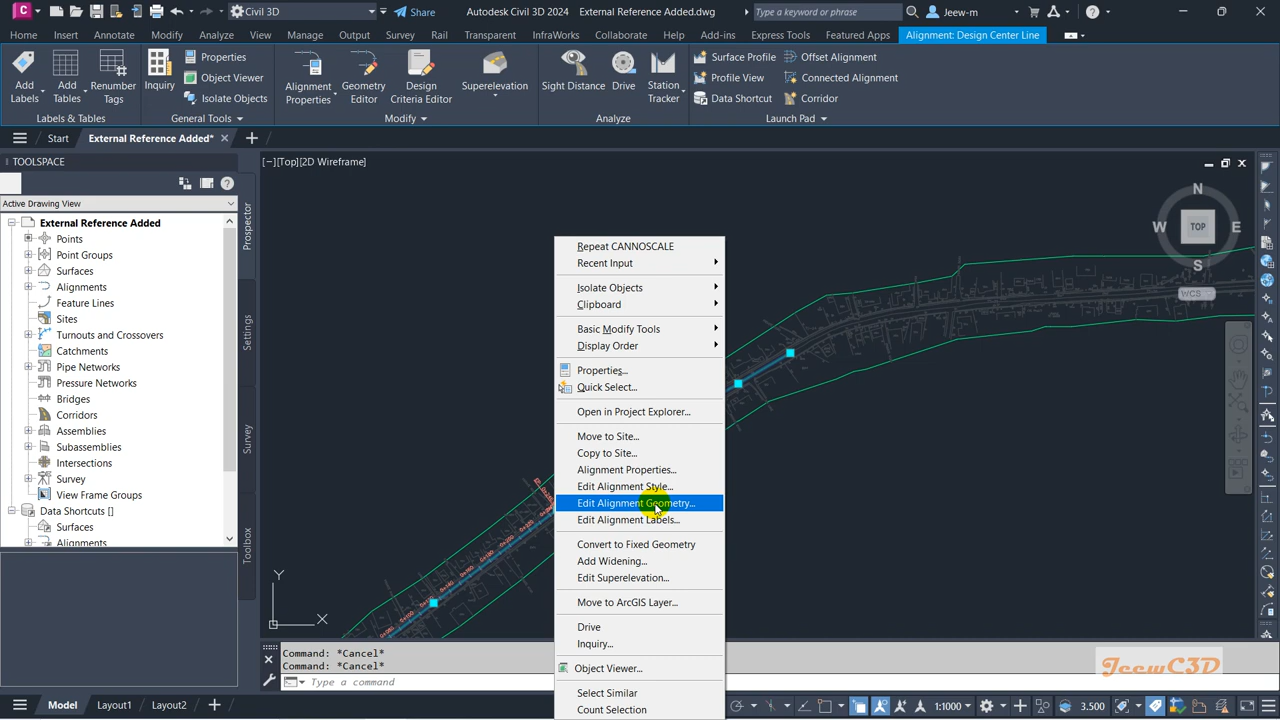 Civil 3D
Share
Autodesk Civil 3D 2024
External Reference Added.dwg
Type a keyword or phrase
Jeew-m
Home
Insert
Annotate
Modify
Analyze
View
Manage
Output
Survey
Rail
Transparent
InfraWorks
Collaborate
Help
Add-ins
Express Tools
Featured Apps
Alignment: Design Center Line
Add
Labels
Add
Tables
Renumber
Tags
Labels & Tables
Inquiry
Properties
Object Viewer
Isolate Objects
General Tools
Alignment
Properties
Geometry
Editor
Design
Criteria Editor
Superelevation
Modify
Sight Distance
Drive
Station
Tracker
Analyze
Surface Profile
Profile View
Data Shortcut
Offset Alignment
Connected Alignment
Corridor
Launch Pad
Start
External Reference Added*
TOOLSPACE
Active Drawing View
External Reference Added
Points
Point Groups
Surfaces
Alignments
Feature Lines
Sites
Turnouts and Crossovers
Catchments
Pipe Networks
Pressure Networks
Bridges
Corridors
Assemblies
Subassemblies
Intersections
Survey
View Frame Groups
Data Shortcuts []
Surfaces
Alignments
Prospector
Settings
Survey
Toolbox
[−][Top][2D Wireframe]
N
W
TOP
E
S
WCS
Repeat CANNOSCALE
Recent Input
Isolate Objects
Clipboard
Basic Modify Tools
Display Order
Properties...
Quick Select...
Open in Project Explorer...
Move to Site...
Copy to Site...
Alignment Properties...
Edit Alignment Style...
Edit Alignment Geometry...
Edit Alignment Labels...
Convert to Fixed Geometry
Add Widening...
Edit Superelevation...
Move to ArcGIS Layer...
Drive
Inquiry...
Object Viewer...
Select Similar
Count Selection
Y
X
Command: *Cancel*
Command: *Cancel*
Type a command
JeewC3D
Model
Layout1
Layout2
1:1000
3.500